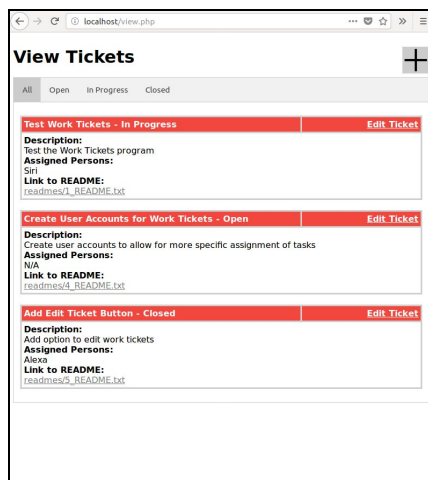 localhost/view.php
View Tickets
All Open In Progress Closed
Test Work Tickets - In Progress Edit Ticket
Description:
Test the Work Tickets program
Assigned Persons:
Siri
Link to README:
readmes/1_README.txt
Create User Accounts for Work Tickets - Open Edit Ticket
Description:
Create user accounts to allow for more specific assignment of tasks
Assigned Persons:
N/A
Link to README:
readmes/4_README.txt
Add Edit Ticket Button - Closed Edit Ticket
Description:
Add option to edit work tickets
Assigned Persons:
Alexa
Link to README:
readmes/5_README.txt